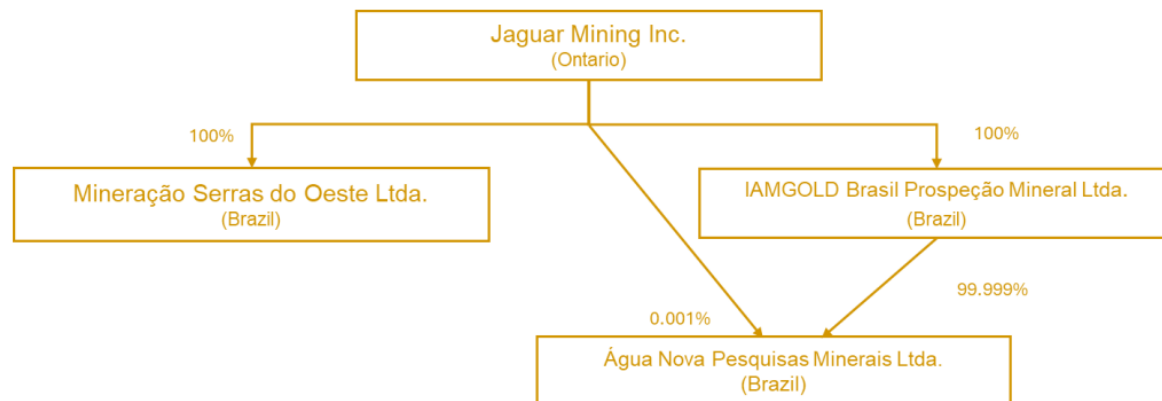 Jaguar Mining Inc.
(Ontario)
100%
100%
Mineração Serras do Oeste Ltda.
(Brazil)
IAMGOLD Brasil Prospeção Mineral Ltda.
(Brazil)
99.999%
0.001%
Água Nova Pesquisas Minerais Ltda.
(Brazil)